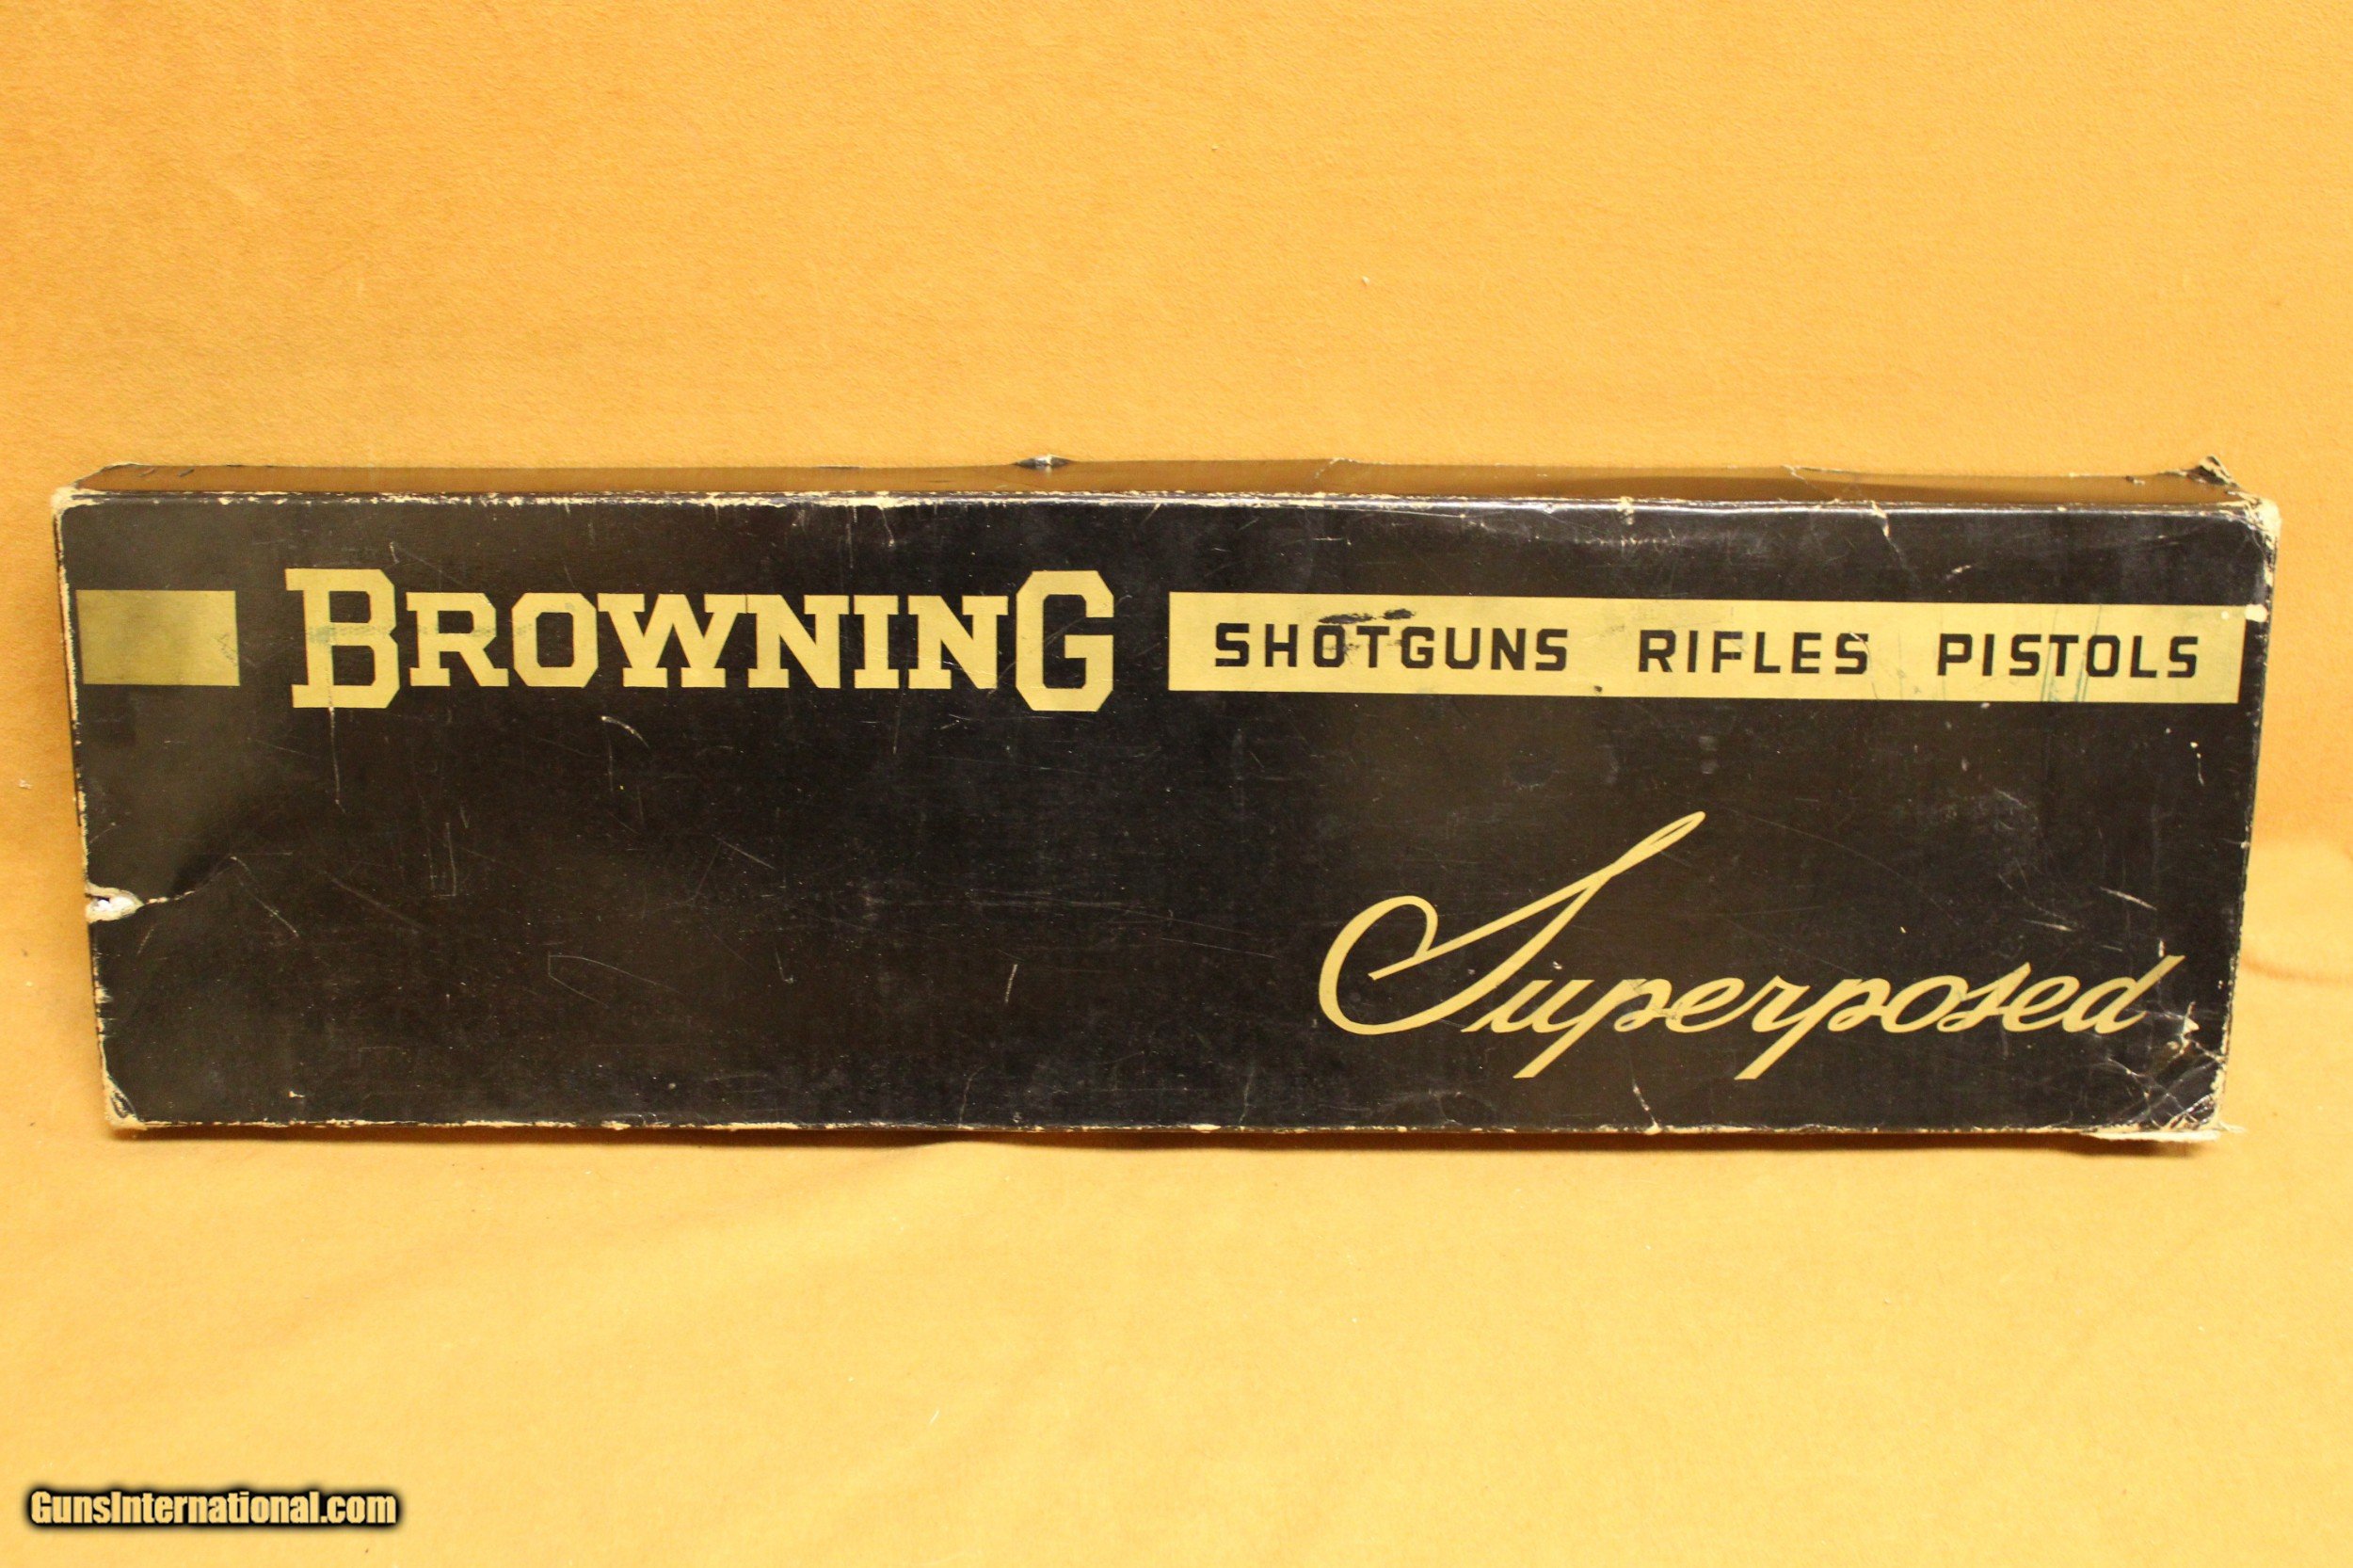 BROWNING SHOTGUNS RIFLES PISTOLS
Superposed
GunsInternational.com